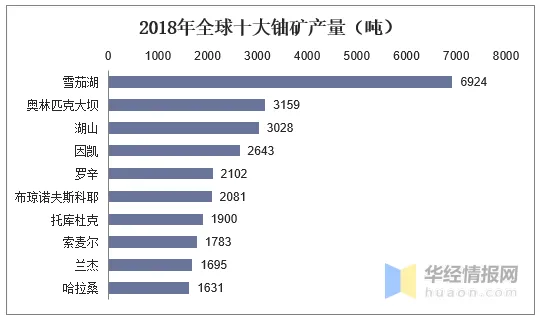 2018年全球十大铀矿产量（吨）
0 1000 2000 3000 4000 5000 6000 7000 8000
雪茄湖 6924
奥林匹克大坝 3159
湖山 3028
因凯 2643
罗辛 2102
布琼诺夫斯科耶 2081
托库杜克 1900
索麦尔 1783
兰杰 1695
哈拉桑 1631
华经情报网
huaon.com